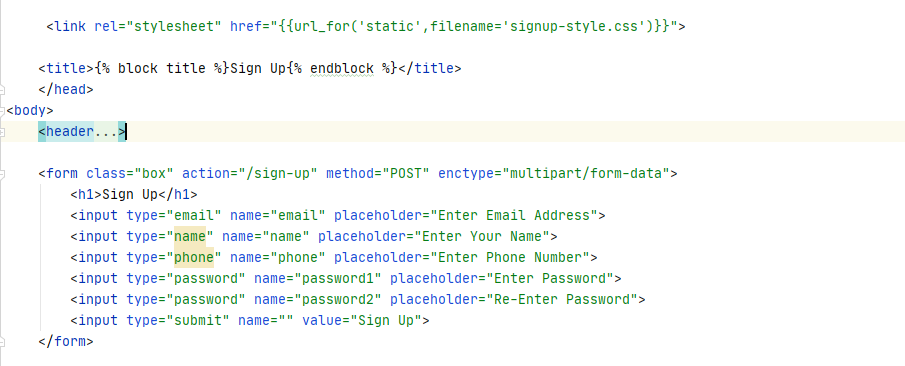 <link rel="stylesheet" href="{{url_for('static',filename='signup-style.css')}}">
<title>{% block title %}Sign Up{% endblock %}</title>
</head>
<body>
<header...>
<form class="box" action="/sign-up" method="POST" enctype="multipart/form-data">
<h1>Sign Up</h1>
<input type="email" name="email" placeholder="Enter Email Address">
<input type="name" name="name" placeholder="Enter Your Name">
<input type="phone" name="phone" placeholder="Enter Phone Number">
<input type="password" name="password1" placeholder="Enter Password">
<input type="password" name="password2" placeholder="Re-Enter Password">
<input type="submit" name="" value="Sign Up">
</form>